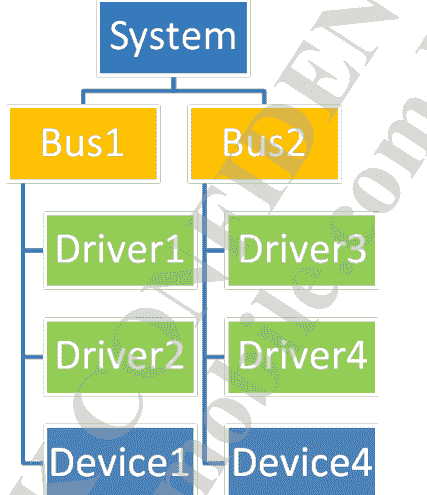 System
Bus1
Bus2
Driver1
Driver3
Driver2
Driver4
Device1
Device4